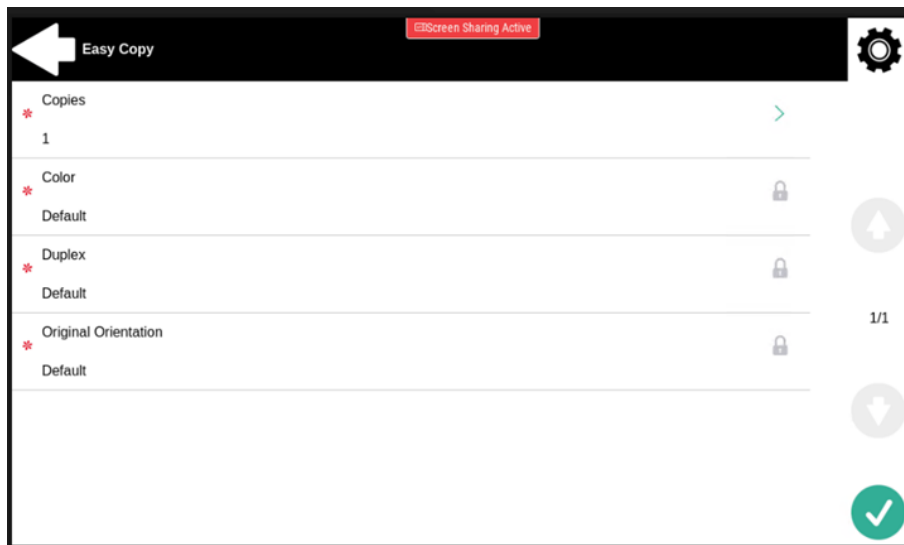 Screen Sharing Active
Easy Copy
Copies
1
Color
Default
Duplex
Default
1/1
Original Orientation
Default